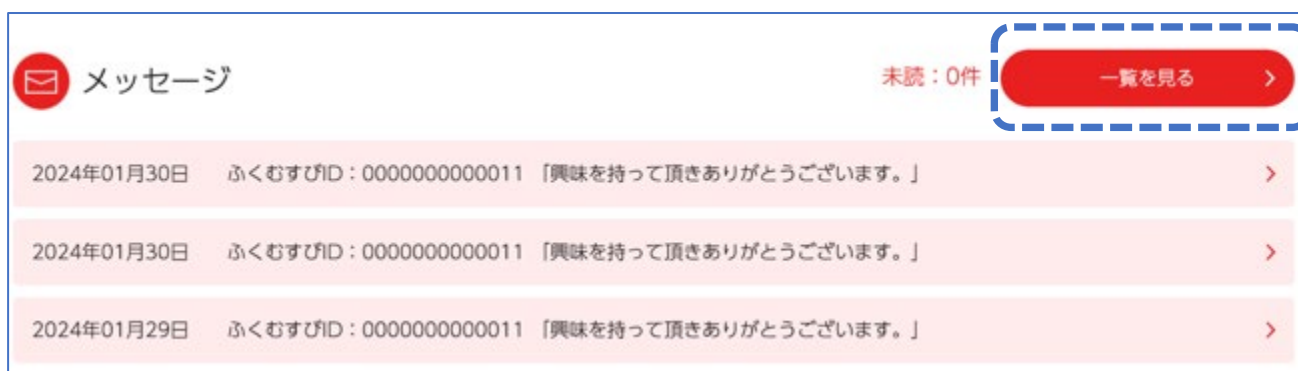 メッセージ
未読：0件
一覧を見る
2024年01月30日 ふくむすびID：0000000000011 「興味を持って頂きありがとうございます。」
2024年01月30日 ふくむすびID：0000000000011 「興味を持って頂きありがとうございます。」
2024年01月29日 ふくむすびID：0000000000011 「興味を持って頂きありがとうございます。」